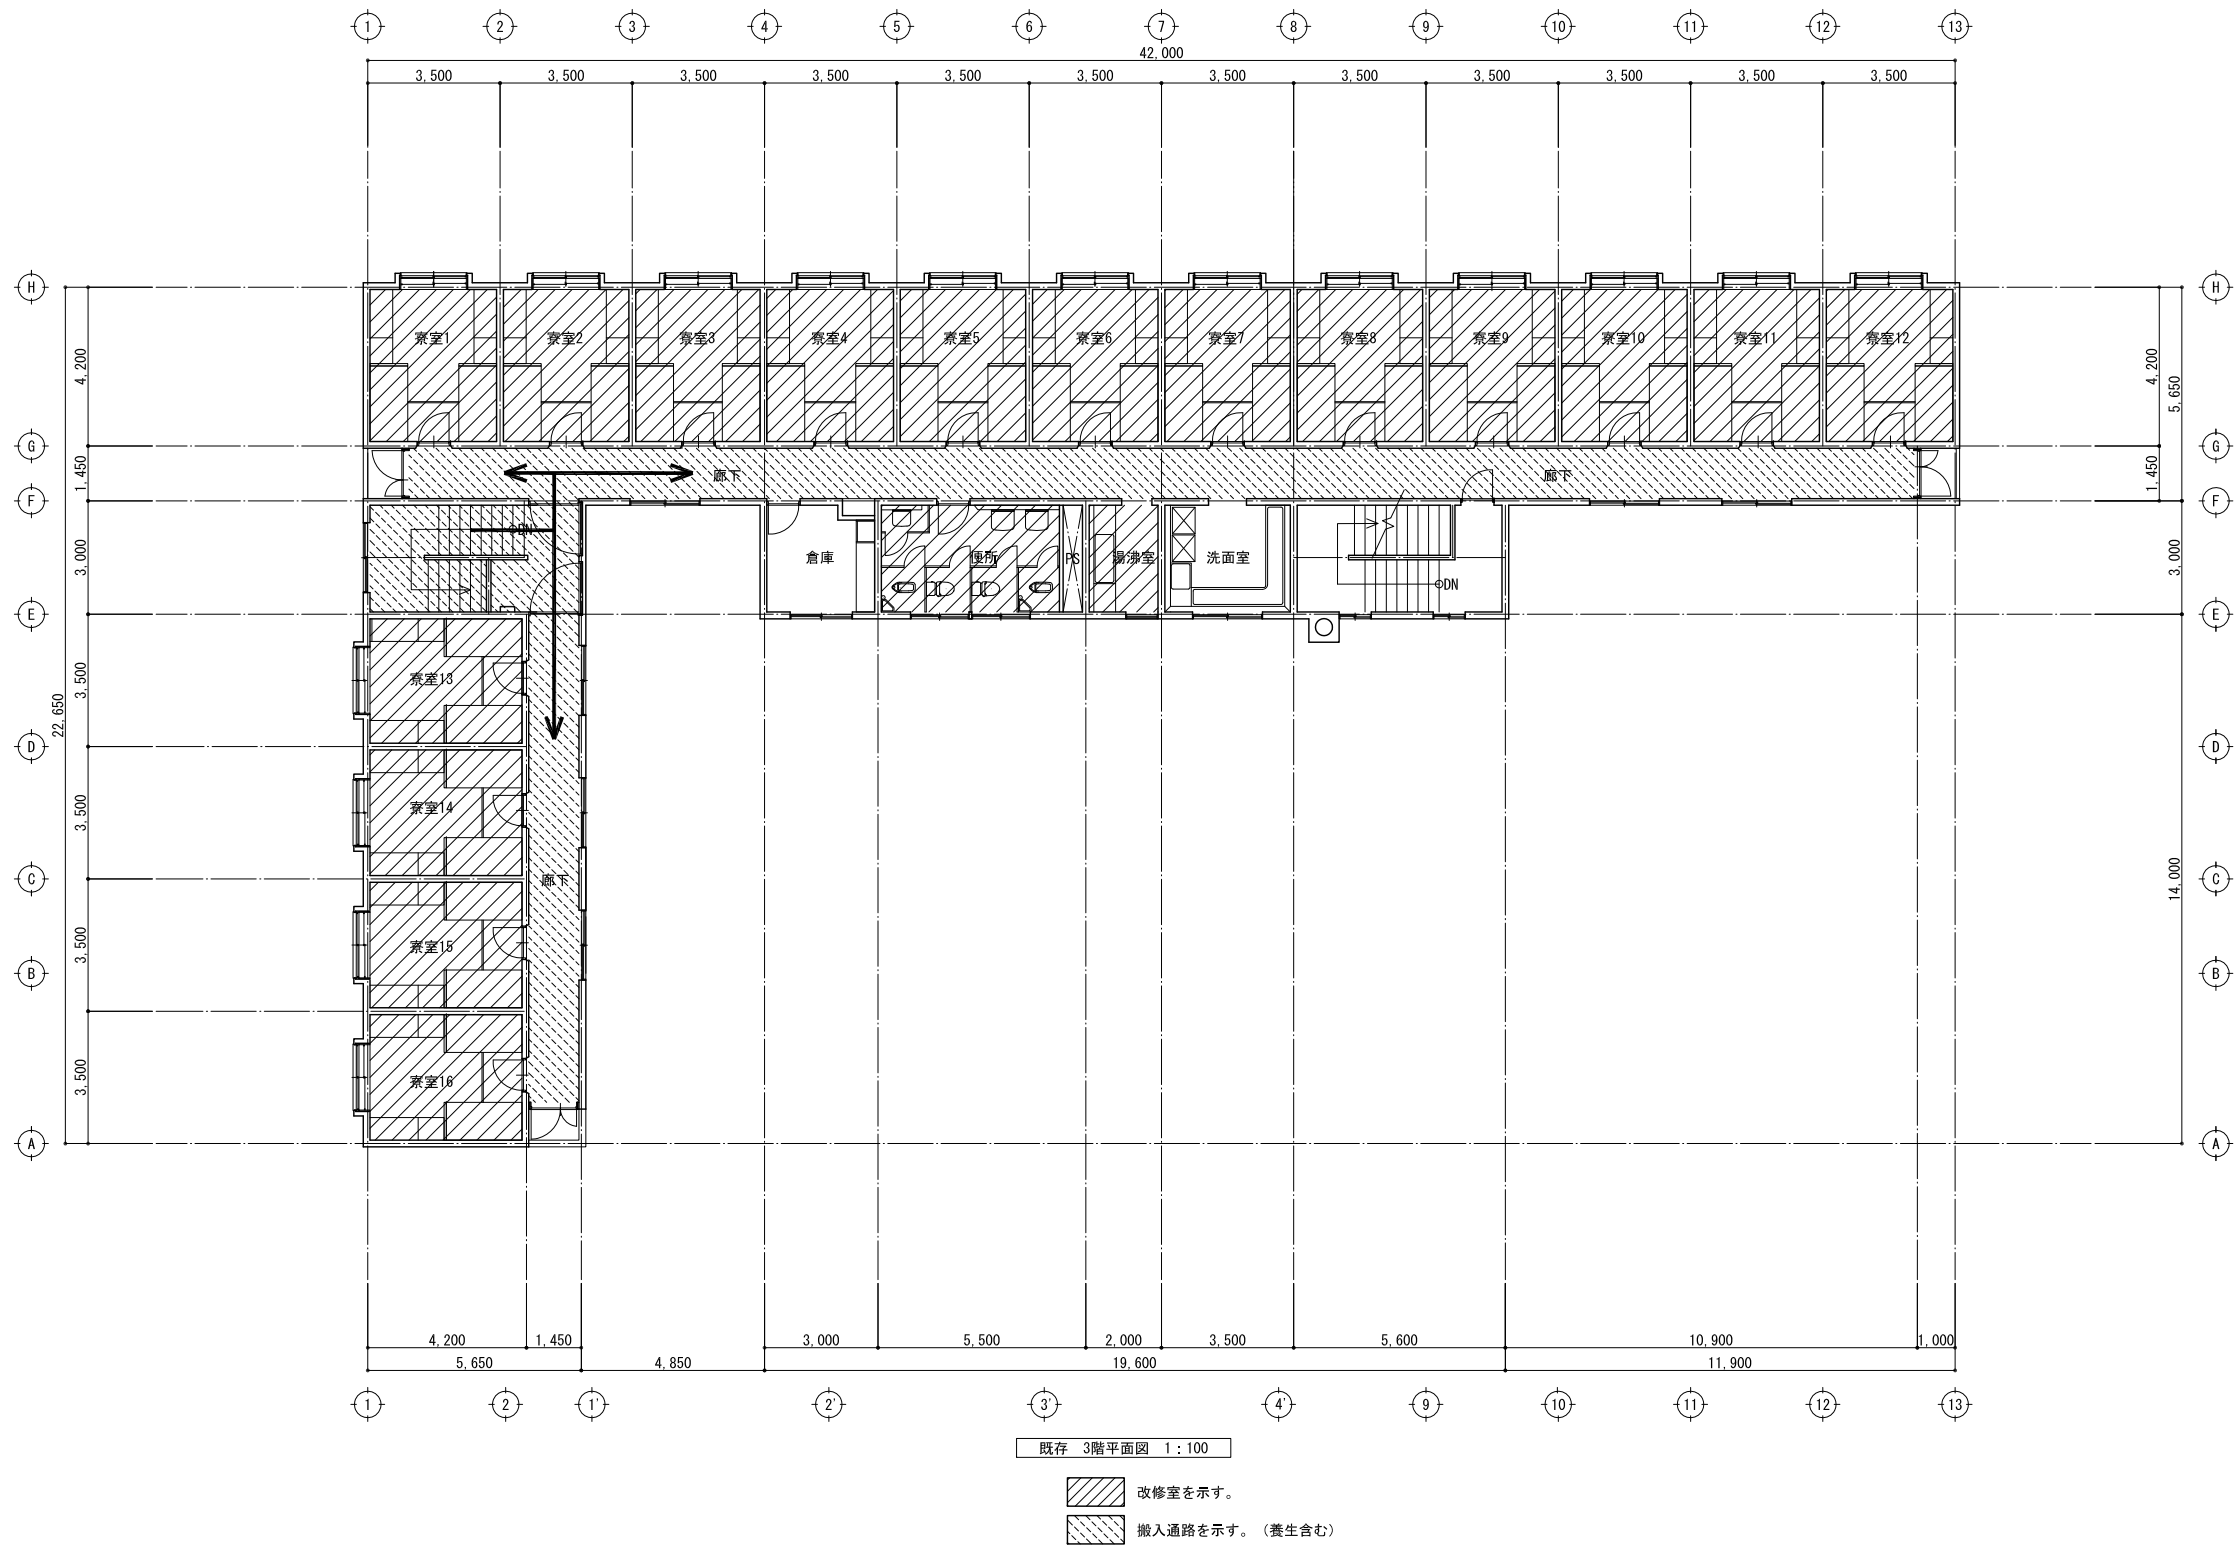 1 2 3 4 5 6 7 8 9 10 11 12 13
42,000
3,500 3,500 3,500 3,500 3,500 3,500 3,500 3,500 3,500 3,500 3,500 3,500
H H
寮室1 寮室2 寮室3 寮室4 寮室5 寮室6 寮室7 寮室8 寮室9 寮室10 寮室11 寮室12
4,200 4,200
5,650
G G
1,450 廊下 廊下 1,450
F F
DN
3,000 倉庫 便所 PS 湯沸室 洗面室 3,000
DN
E E
寮室13
3,500
22,650
D D
寮室14
3,500
C 廊下 C
14,000
寮室15
3,500
B B
寮室16
3,500
A A
4,200 1,450 3,000 5,500 2,000 3,500 5,600 10,900 1,000
5,650 4,850 19,600 11,900
1 2 1' 2' 3' 4' 9 10 11 12 13
既存 3階平面図 1:100
改修室を示す。
搬入通路を示す。(養生含む)